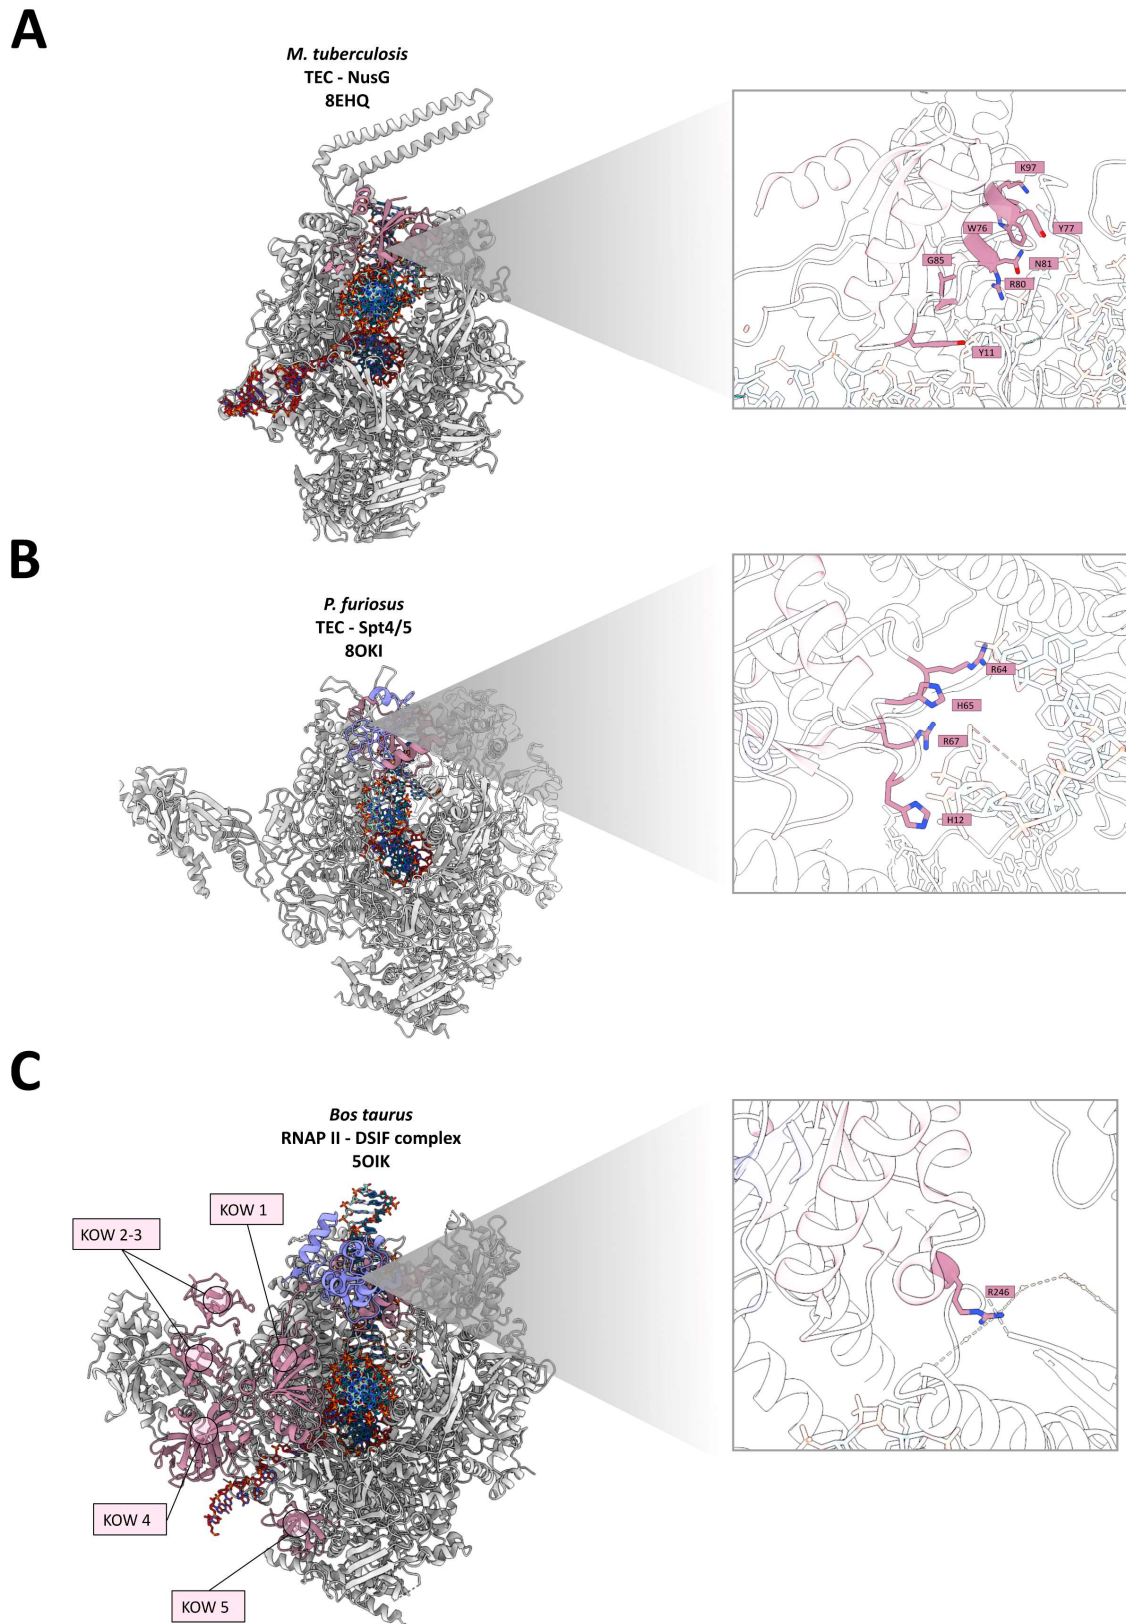 A
M. tuberculosis
TEC - NusG
8EHQ
K97
W76
Y77
G85
N81
R80
Y11
B
P. furiosus
TEC - Spt4/5
8OKI
R64
H65
R67
H12
C
Bos taurus
RNAP II - DSIF complex
5OIK
KOW 1
KOW 2-3
R246
KOW 4
KOW 5